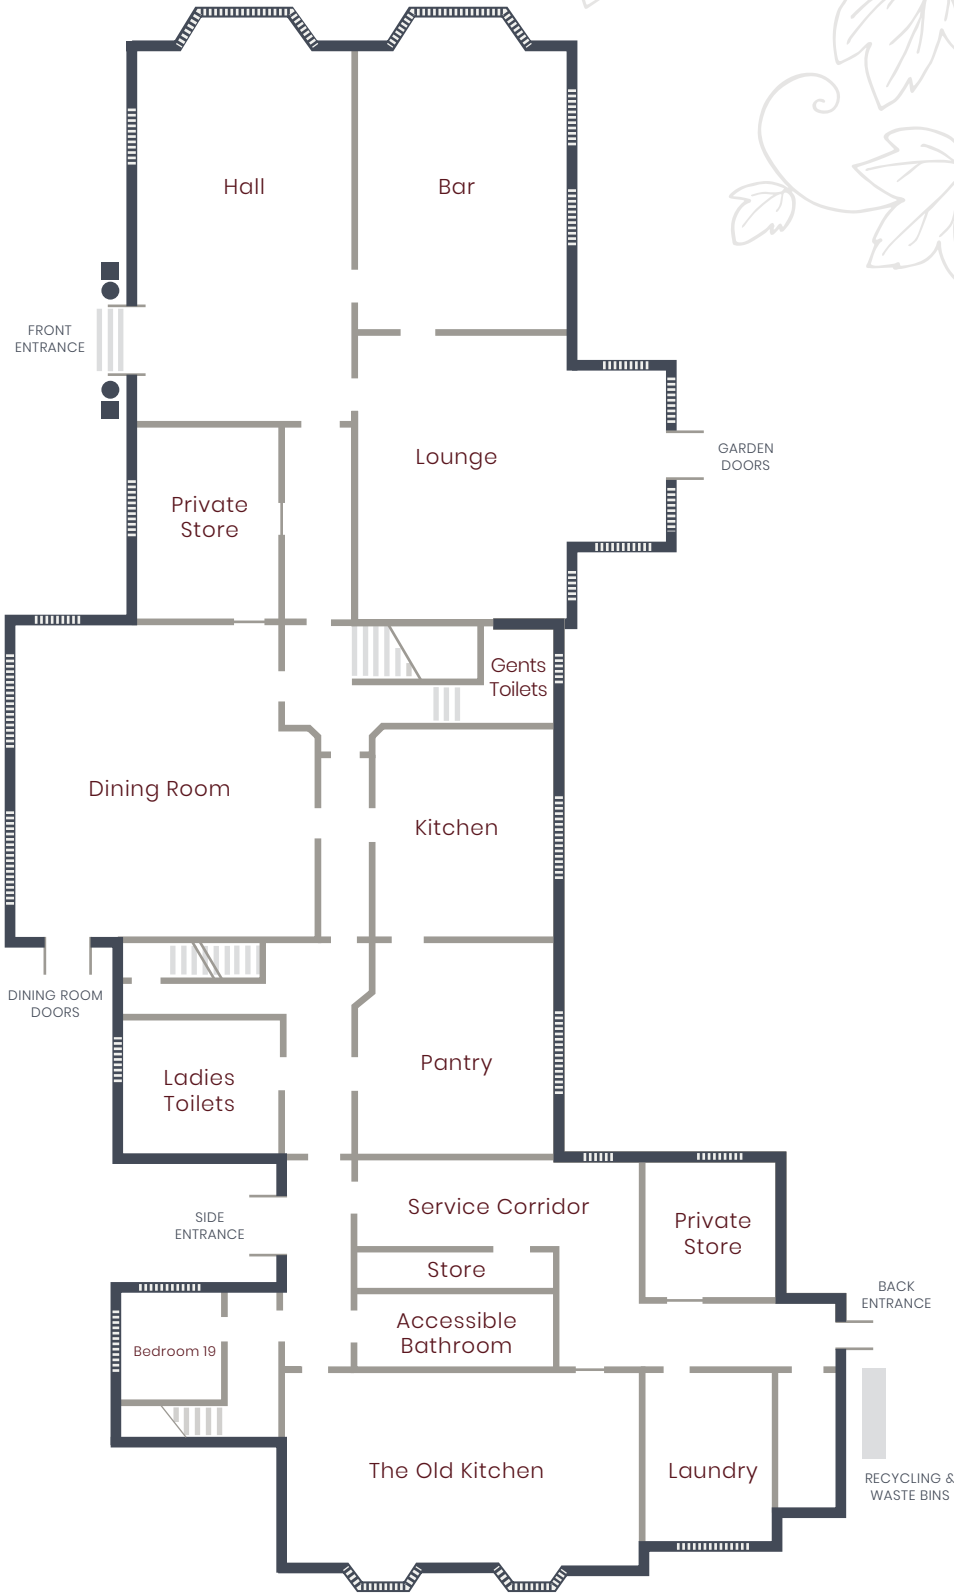 Hall
Bar
FRONT
ENTRANCE
Lounge
GARDEN
DOORS
Private
Store
Gents
Toilets
Dining Room
Kitchen
DINING ROOM
DOORS
Pantry
Ladies
Toilets
Service Corridor
SIDE
ENTRANCE
Private
Store
Store
BACK
ENTRANCE
Accessible
Bathroom
Bedroom 19
The Old Kitchen
Laundry
RECYCLING &
WASTE BINS